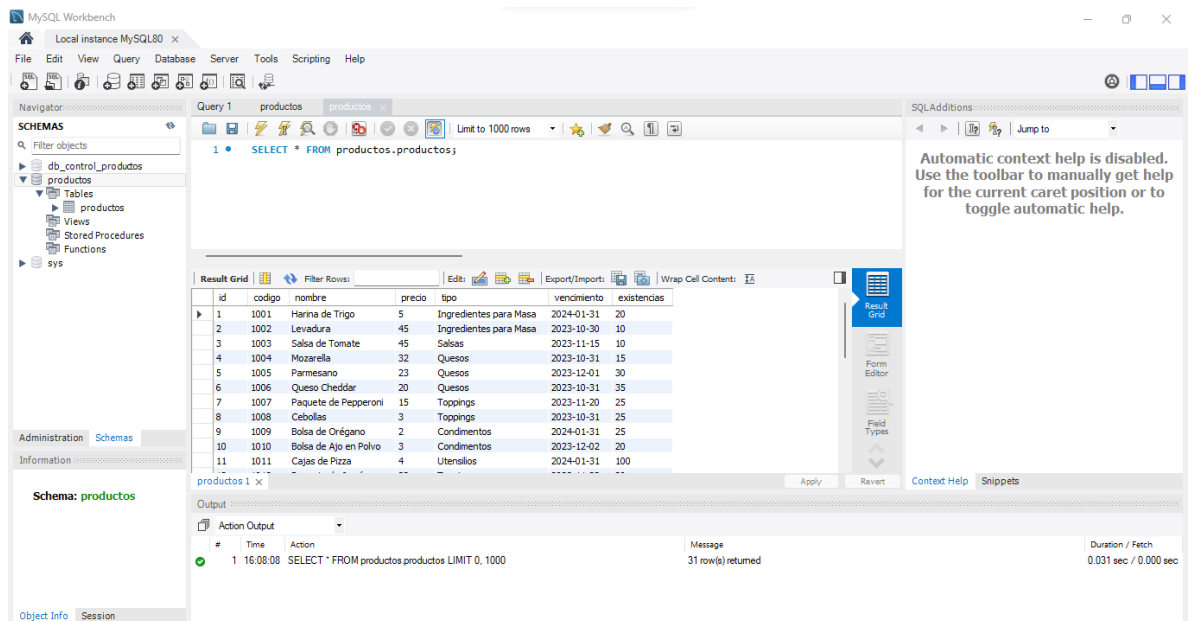 MySQL Workbench
Local instance MySQL80
File Edit View Query Database Server Tools Scripting Help
Navigator
SCHEMAS
Filter objects
db_control_productos
productos
Tables
productos
Views
Stored Procedures
Functions
sys
Administration Schemas
Information
Schema: productos
Object Info Session
Query 1 productos productos
Limit to 1000 rows
1 SELECT * FROM productos.productos;
Result Grid Filter Rows: Edit: Export/Import: Wrap Cell Content:
id codigo nombre precio tipo vencimiento existencias
1 1001 Harina de Trigo 5 Ingredientes para Masa 2024-01-31 20
2 1002 Levadura 45 Ingredientes para Masa 2023-10-30 10
3 1003 Salsa de Tomate 45 Salsas 2023-11-15 10
4 1004 Mozarella 32 Quesos 2023-10-31 15
5 1005 Parmesano 23 Quesos 2023-12-01 30
6 1006 Queso Cheddar 20 Quesos 2023-10-31 35
7 1007 Paquete de Pepperoni 15 Toppings 2023-11-20 25
8 1008 Cebollas 3 Toppings 2023-10-31 25
9 1009 Bolsa de Orégano 2 Condimentos 2024-01-31 25
10 1010 Bolsa de Ajo en Polvo 3 Condimentos 2023-12-02 20
11 1011 Cajas de Pizza 4 Utensilios 2024-01-31 100
Result
Grid
Form
Editor
Field
Types
productos 1 Apply Revert
Output
Action Output
# Time Action Message Duration / Fetch
1 16:08:08 SELECT * FROM productos.productos LIMIT 0, 1000 31 row(s) returned 0.031 sec / 0.000 sec
SQLAdditions
Jump to
Automatic context help is disabled.
Use the toolbar to manually get help
for the current caret position or to
toggle automatic help.
Context Help Snippets